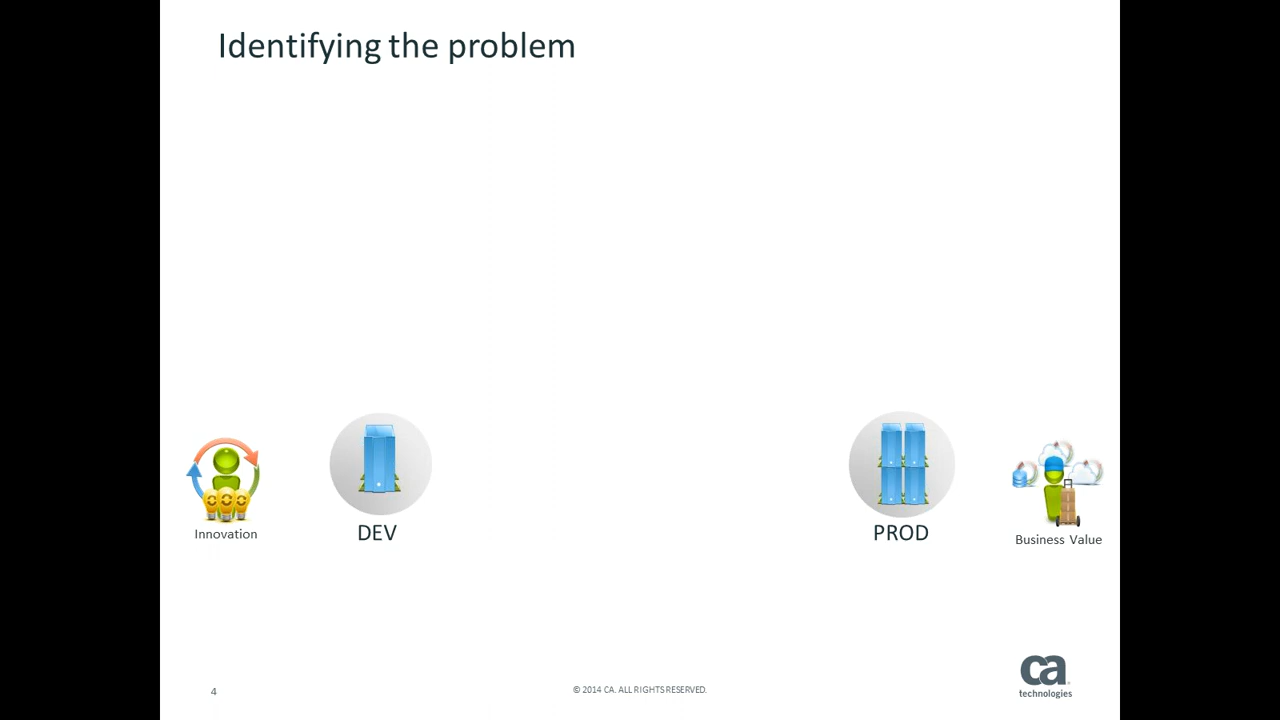 Identifying the problem
Innovation
DEV
PROD
Business Value
4
© 2014 CA. ALL RIGHTS RESERVED.
ca
technologies